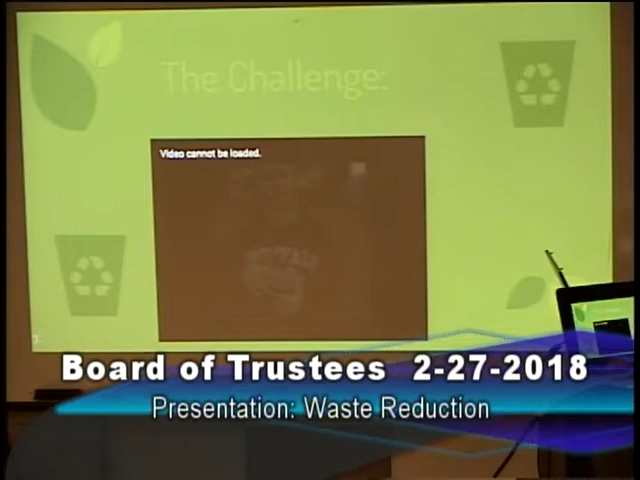 The Challenge:
Video cannot be loaded.
Board of Trustees 2-27-2018
Presentation: Waste Reduction